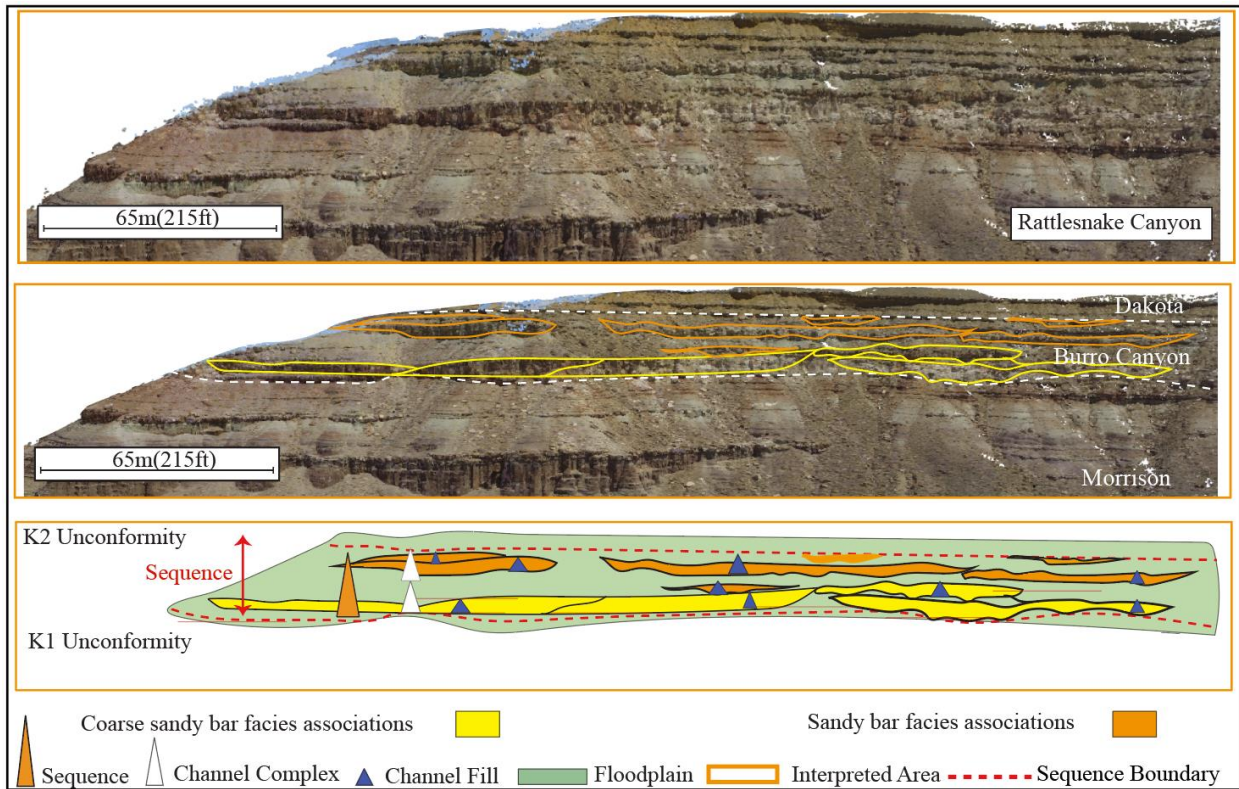 65m(215ft)
Rattlesnake Canyon
Dakota
Burro Canyon
65m(215ft)
Morrison
K2 Unconformity
Sequence
K1 Unconformity
Coarse sandy bar facies associations
Sandy bar facies associations
Sequence
Channel Complex
Channel Fill
Floodplain
Interpreted Area
Sequence Boundary